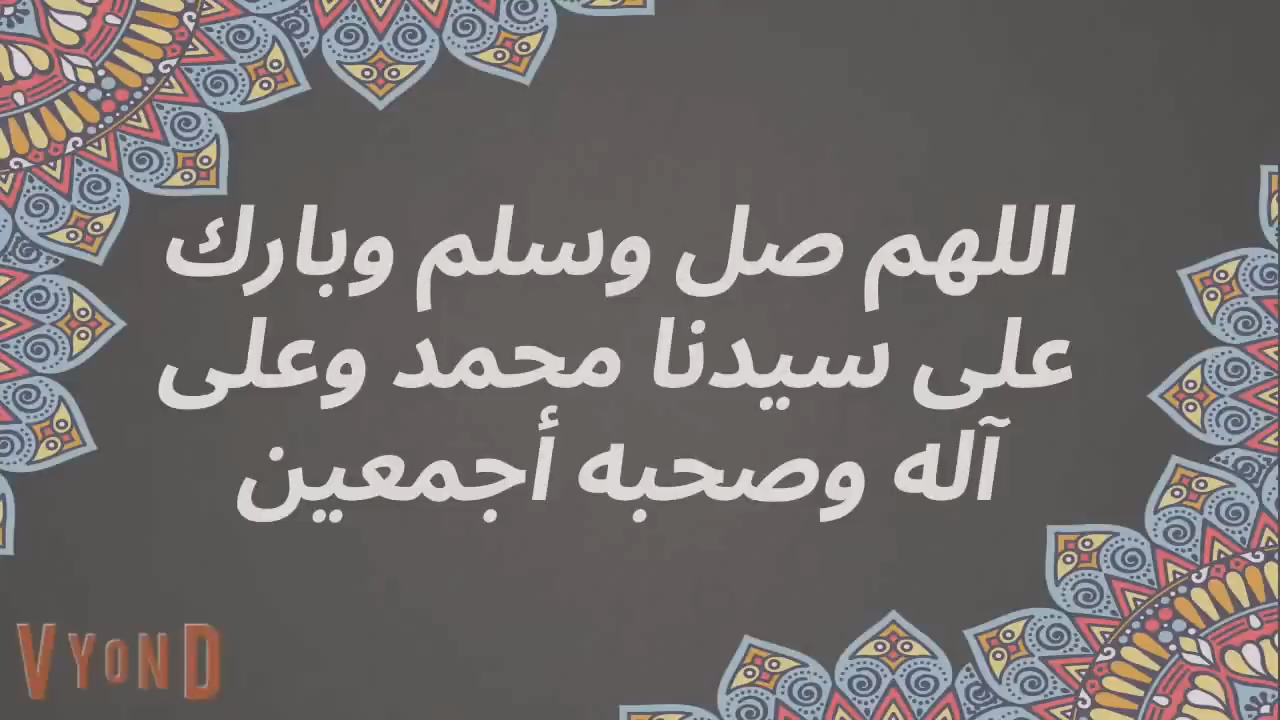 اللهم صل وسلم وبارك
على سيدنا محمد وعلى
آله وصحبه أجمعين
VYOND